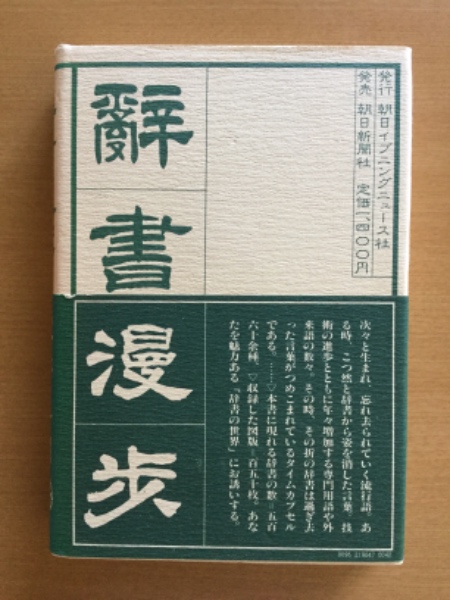 発行 朝日イブニングニュース社
発売 朝日新聞社 定価一、四〇〇円
辭書漫歩
次々と生まれ、忘れ去られていく流行語。あ
る時、こつ然と辞書から姿を消した言葉。技
術の進歩とともに年々増加する専門用語や外
来語の数々。その時、その折の辞書は過ぎ去
った言葉がつめこまれているタイムカプセル
である。……▽本書に現れる辞書の数＝五百
六十余種。▽収録した図版＝百五十枚。あな
たを魅力ある「辞書の世界」にお誘いする。